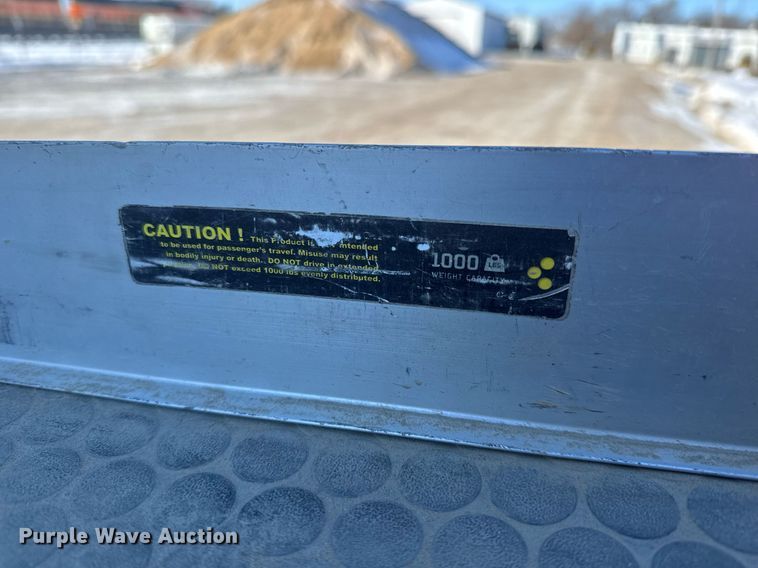 CAUTION ! This Product is intended
to be used for passenger's travel. Misuse may result
in bodily injury or death. DO NOT drive in extended
NOT exceed 1000 lbs evenly distributed.
1000 LBS
WEIGHT CAPACITY
Purple Wave Auction